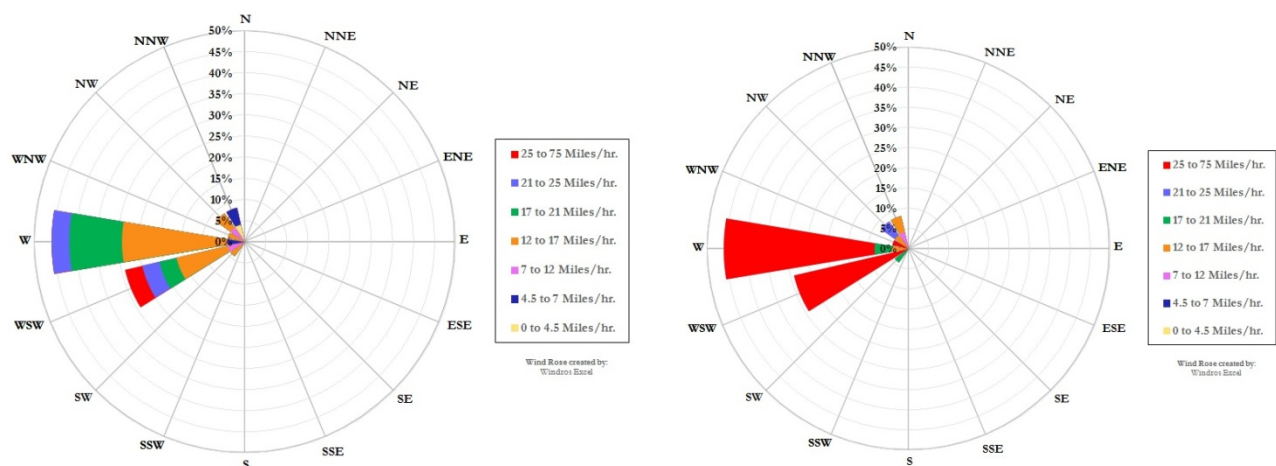 N
NNE
NE
ENE
E
ESE
SE
SSE
S
SSW
SW
WSW
W
WNW
NW
NNW
50%
45%
40%
35%
30%
25%
20%
15%
10%
5%
0%
25 to 75 Miles/hr.
21 to 25 Miles/hr.
17 to 21 Miles/hr.
12 to 17 Miles/hr.
7 to 12 Miles/hr.
4.5 to 7 Miles/hr.
0 to 4.5 Miles/hr.
Wind Rose created by:
Windros Excel
N
NNE
NE
ENE
E
ESE
SE
SSE
S
SSW
SW
WSW
W
WNW
NW
NNW
50%
45%
40%
35%
30%
25%
20%
15%
10%
5%
0%
25 to 75 Miles/hr.
21 to 25 Miles/hr.
17 to 21 Miles/hr.
12 to 17 Miles/hr.
7 to 12 Miles/hr.
4.5 to 7 Miles/hr.
0 to 4.5 Miles/hr.
Wind Rose created by:
Windros Excel